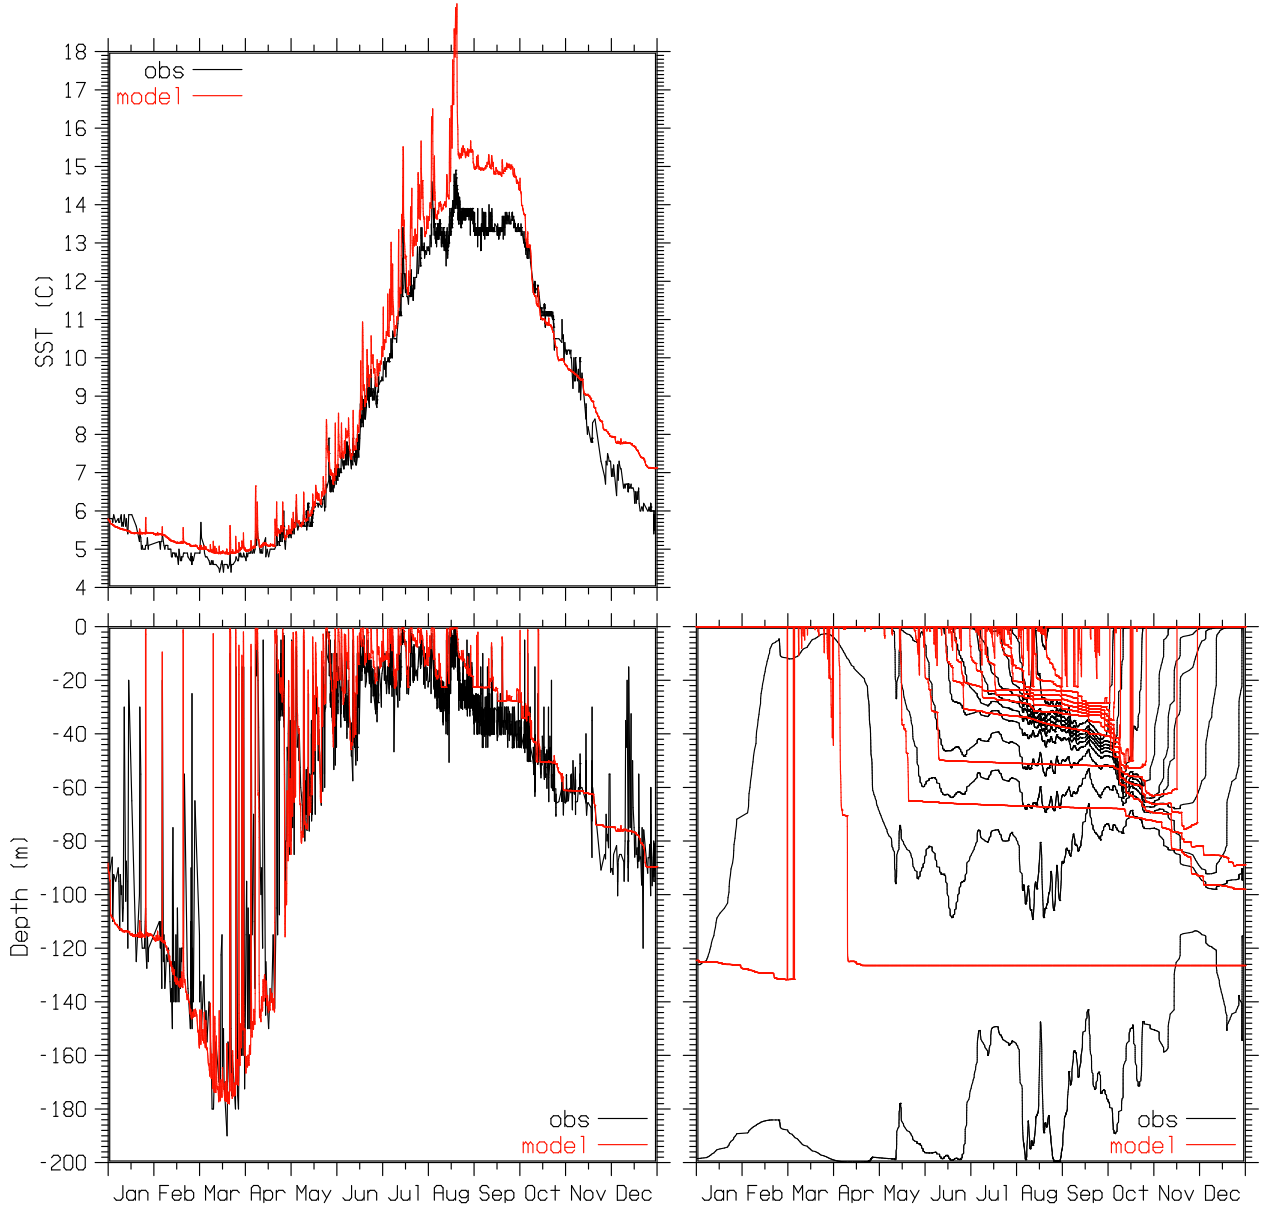 18
obs
model
17
16
15
14
13
12
11
10
9
8
7
6
5
4
SST (C)
0
-20
-40
-60
-80
-100
-120
-140
-160
-180
-200
Depth (m)
obs
model
Jan Feb Mar Apr May Jun Jul Aug Sep Oct Nov Dec
obs
model
Jan Feb Mar Apr May Jun Jul Aug Sep Oct Nov Dec